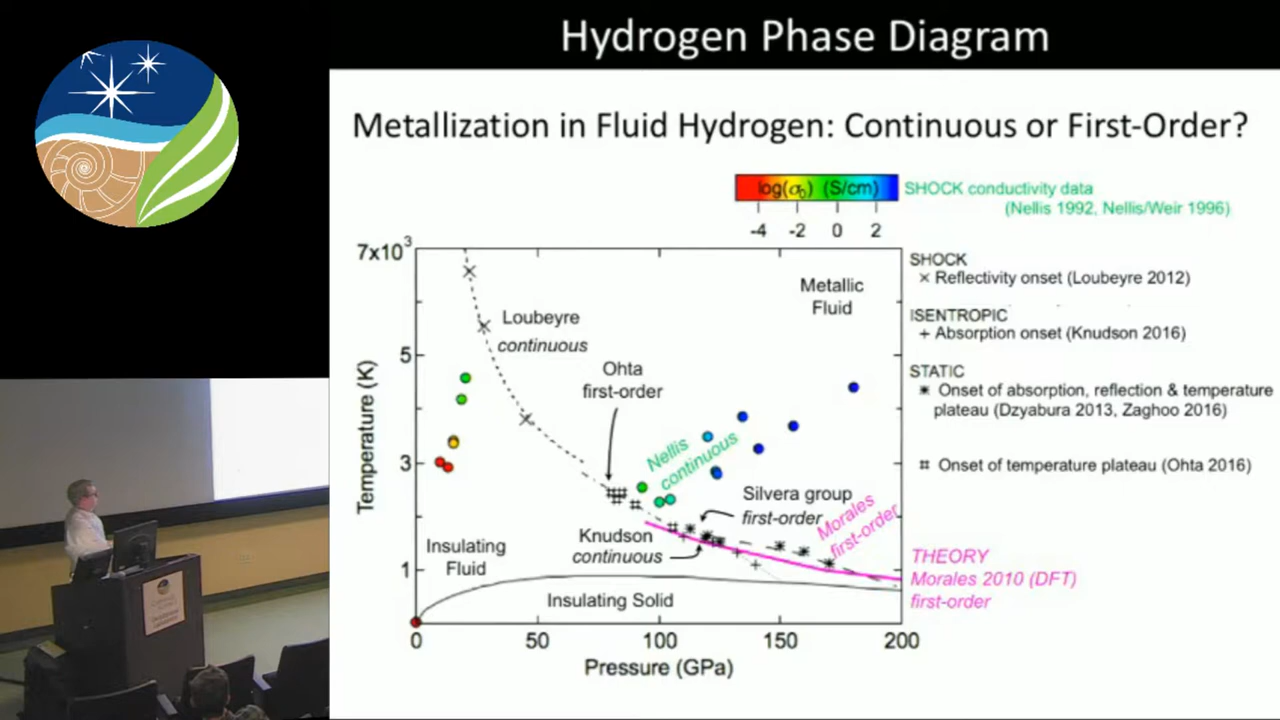 Hydrogen Phase Diagram
Metallization in Fluid Hydrogen: Continuous or First-Order?
log(σ₀) (S/cm)
SHOCK conductivity data
(Nellis 1992, Nellis/Weir 1996)
-4 -2 0 2
7x10³
5
3
1
Temperature (K)
0 50 100 150 200
Pressure (GPa)
Metallic
Fluid
Loubeyre
continuous
Ohta
first-order
Nellis
continuous
Silvera group
first-order
Morales
first-order
Knudson
continuous
Insulating
Fluid
Insulating Solid
SHOCK
× Reflectivity onset (Loubeyre 2012)
ISENTROPIC
+ Absorption onset (Knudson 2016)
STATIC
* Onset of absorption, reflection & temperature
plateau (Dzyabura 2013, Zaghoo 2016)
# Onset of temperature plateau (Ohta 2016)
THEORY
Morales 2010 (DFT)
first-order